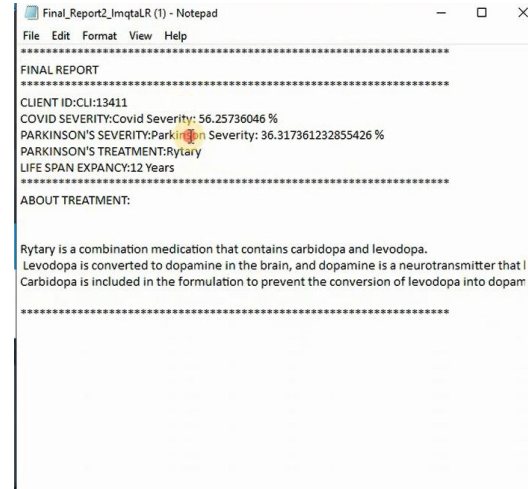 Final_Report2_ImqtaLR (1) - Notepad
File Edit Format View Help
*********************************************************************
FINAL REPORT
*********************************************************************
CLIENT ID:CLI:13411
COVID SEVERITY:Covid Severity: 56.25736046 %
PARKINSON'S SEVERITY:Parkinson Severity: 36.317361232855426 %
PARKINSON'S TREATMENT:Rytary
LIFE SPAN EXPANCY:12 Years
*********************************************************************
ABOUT TREATMENT:
Rytary is a combination medication that contains carbidopa and levodopa.
Levodopa is converted to dopamine in the brain, and dopamine is a neurotransmitter that
Carbidopa is included in the formulation to prevent the conversion of levodopa into dopam
*********************************************************************